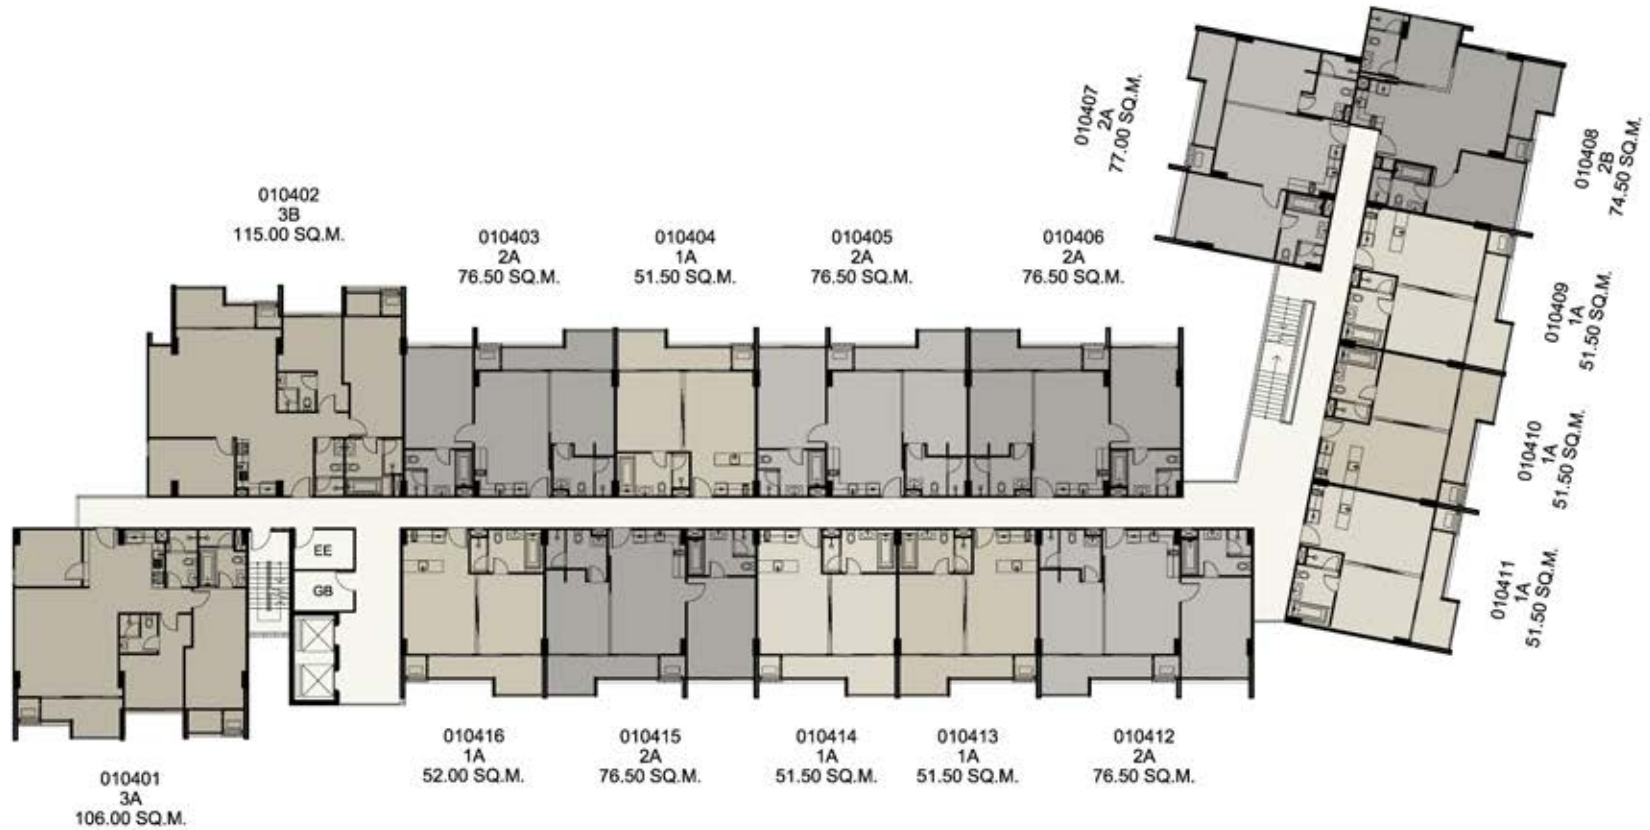 010407
2A
77.00 SQ.M.
010408
2B
74.50 SQ.M.
010402
3B
115.00 SQ.M.
010403
2A
76.50 SQ.M.
010404
1A
51.50 SQ.M.
010405
2A
76.50 SQ.M.
010406
2A
76.50 SQ.M.
010409
1A
51.50 SQ.M.
010410
1A
51.50 SQ.M.
010411
1A
51.50 SQ.M.
EE
GB
010416
1A
52.00 SQ.M.
010415
2A
76.50 SQ.M.
010414
1A
51.50 SQ.M.
010413
1A
51.50 SQ.M.
010412
2A
76.50 SQ.M.
010401
3A
106.00 SQ.M.